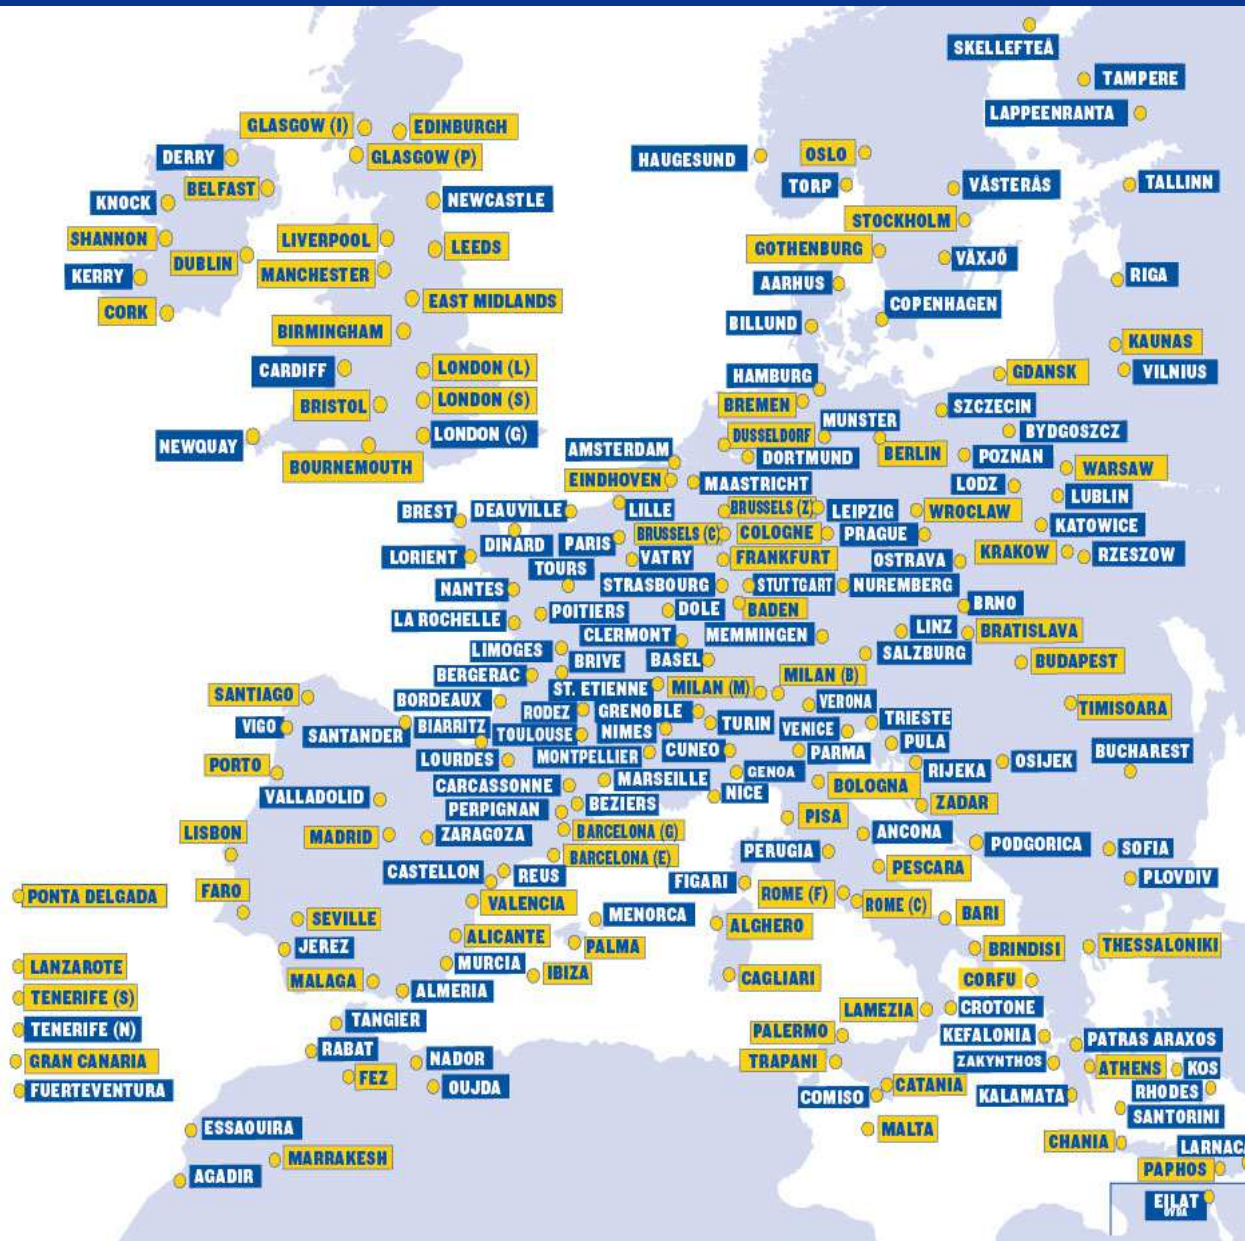 SKELLEFTEÅ
TAMPERE
LAPPEENRANTA
GLASGOW (I)
EDINBURGH
GLASGOW (P)
DERRY
HAUGESUND
OSLO
BELFAST
TORP
VÄSTERÅS
TALLINN
KNOCK
NEWCASTLE
STOCKHOLM
SHANNON
LIVERPOOL
LEEDS
GOTHENBURG
DUBLIN
VÄXJÖ
KERRY
MANCHESTER
AARHUS
RIGA
CORK
EAST MIDLANDS
COPENHAGEN
BIRMINGHAM
BILLUND
KAUNAS
CARDIFF
LONDON (L)
HAMBURG
GDANSK
VILNIUS
BRISTOL
LONDON (S)
BREMEN
SZCZECIN
MUNSTER
NEWQUAY
LONDON (G)
DUSSELDORF
BYDGOSZCZ
AMSTERDAM
DORTMUND
BERLIN
POZNAN
BOURNEMOUTH
WARSAW
EINDHOVEN
MAASTRICHT
LODZ
LUBLIN
BREST
DEAUVILLE
LILLE
BRUSSELS (Z)
LEIPZIG
WROCLAW
KATOWICE
DINARD
PARIS
BRUSSELS (C)
COLOGNE
PRAGUE
LORIENT
VATRY
FRANKFURT
OSTRAVA
KRAKOW
RZESZOW
TOURS
NANTES
STRASBOURG
STUTTGART
NUREMBERG
LA ROCHELLE
POITIERS
DOLE
BADEN
BRNO
CLERMONT
MEMMINGEN
LINZ
BRATISLAVA
LIMOGES
BRIVE
BASEL
SALZBURG
BUDAPEST
BERGERAC
ST. ETIENNE
MILAN (M)
MILAN (B)
SANTIAGO
BORDEAUX
RODEZ
GRENOBLE
VERONA
TIMISOARA
VIGO
SANTANDER
BIARRITZ
TOULOUSE
NIMES
TURIN
VENICE
TRIESTE
LOURDES
MONTPELLIER
CUNEO
PARMA
PULA
BUCHAREST
PORTO
CARCASSONNE
MARSEILLE
GENOA
RIJEKA
OSIJEK
VALLADOLID
PERPIGNAN
BEZIERS
NICE
BOLOGNA
ZADAR
LISBON
MADRID
ZARAGOZA
BARCELONA (G)
PISA
ANCONA
PODGORICA
SOFIA
BARCELONA (E)
PERUGIA
CASTELLON
REUS
FIGARI
PESCARA
PLOVDIV
PONTA DELGADA
FARO
VALENCIA
ROME (F)
ROME (C)
SEVILLE
MENORCA
ALGHERO
BARI
JEREZ
ALICANTE
PALMA
BRINDISI
THESSALONIKI
LANZAROTE
MURCIA
IBIZA
MALAGA
CAGLIARI
CORFU
TENERIFE (S)
ALMERIA
LAMEZIA
CROTONE
TENERIFE (N)
TANGIER
PALERMO
KEFALONIA
PATRAS ARAXOS
GRAN CANARIA
RABAT
NADOR
TRAPANI
ZAKYNTHOS
ATHENS
KOS
FUERTEVENTURA
FEZ
OUJDA
COMISO
CATANIA
KALAMATA
RHODES
SANTORINI
ESSAOUIRA
MALTA
CHANIA
LARNACA
MARRAKESH
PAPHOS
AGADIR
EILAT
OVDA